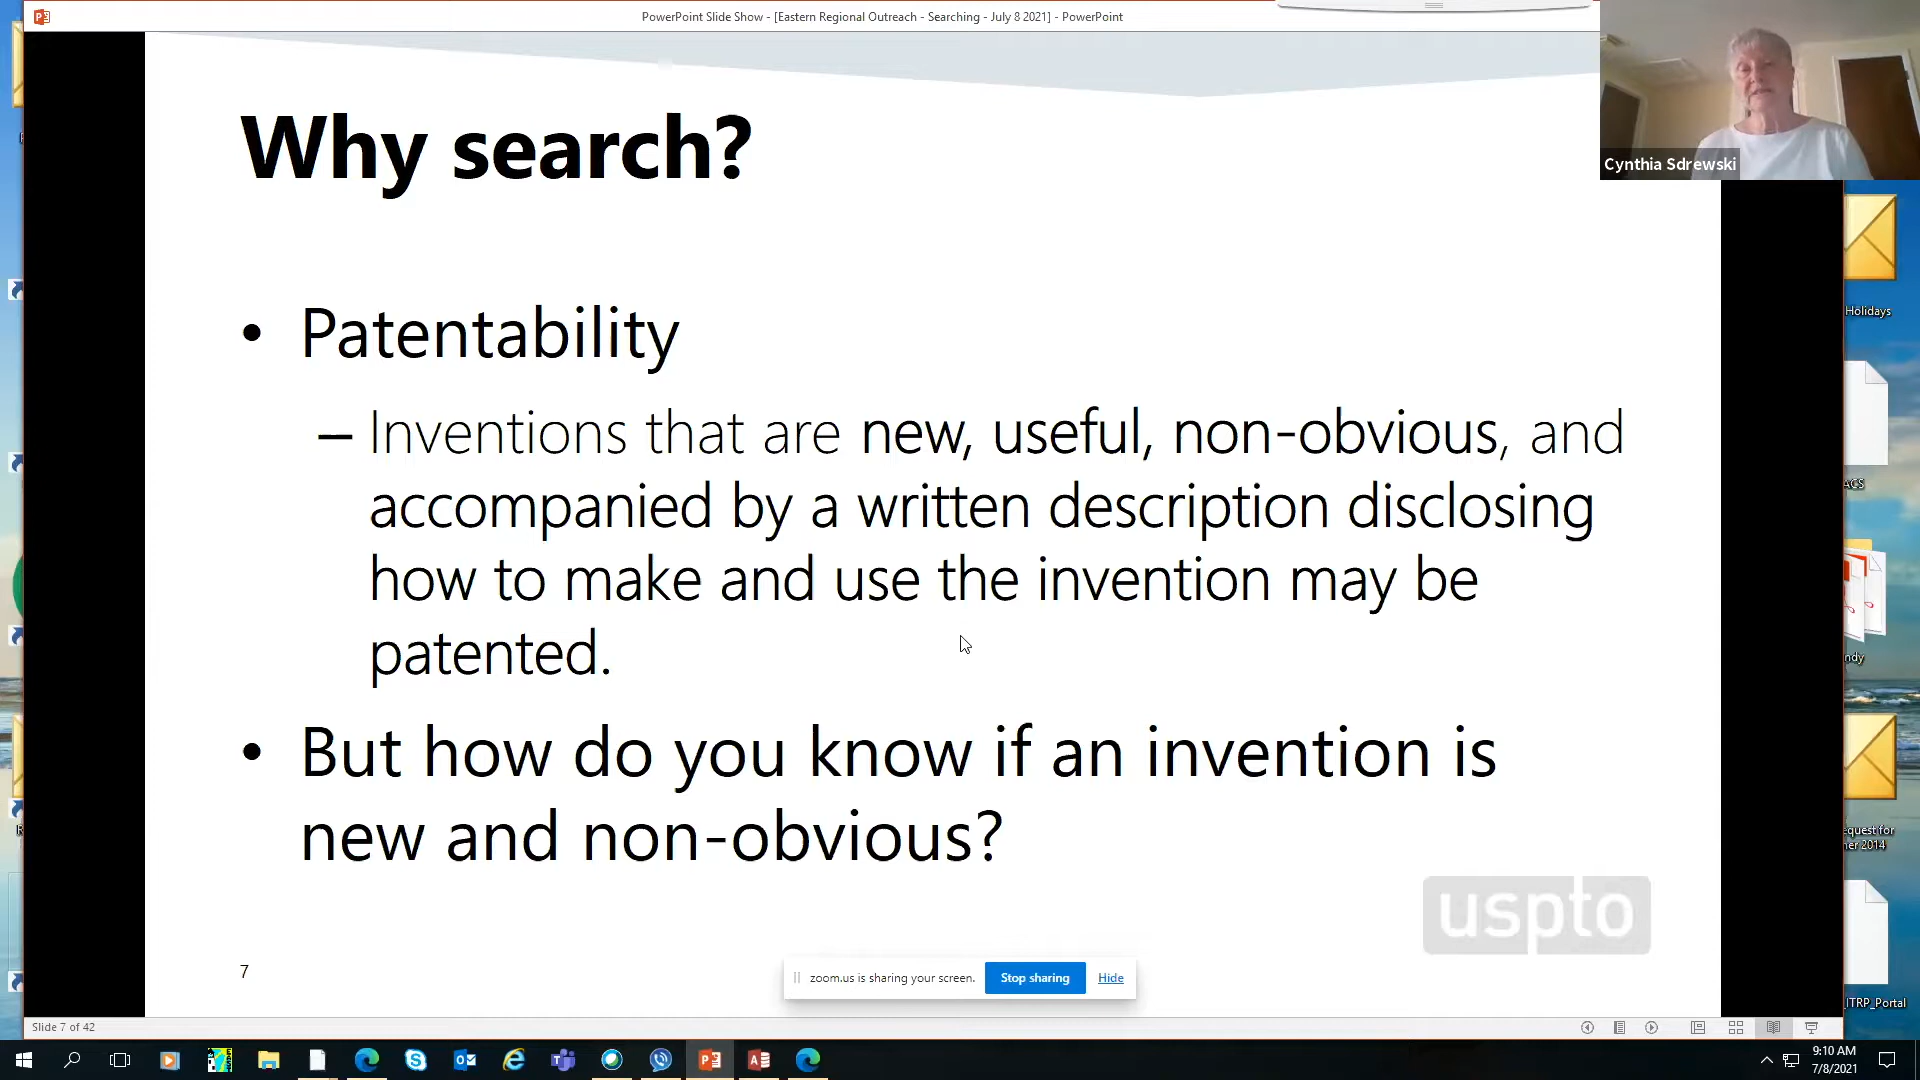 PowerPoint Slide Show - [Eastern Regional Outreach - Searching - July 8 2021] - PowerPoint
Cynthia Sdrewski
Why search?
• Patentability
– Inventions that are new, useful, non-obvious, and
accompanied by a written description disclosing
how to make and use the invention may be
patented.
• But how do you know if an invention is
new and non-obvious?
uspto
7
zoom.us is sharing your screen.
Stop sharing
Hide
Holidays
ACS
ndy
equest for
er 2014
ITRP_Portal
Slide 7 of 42
9:10 AM
7/8/2021